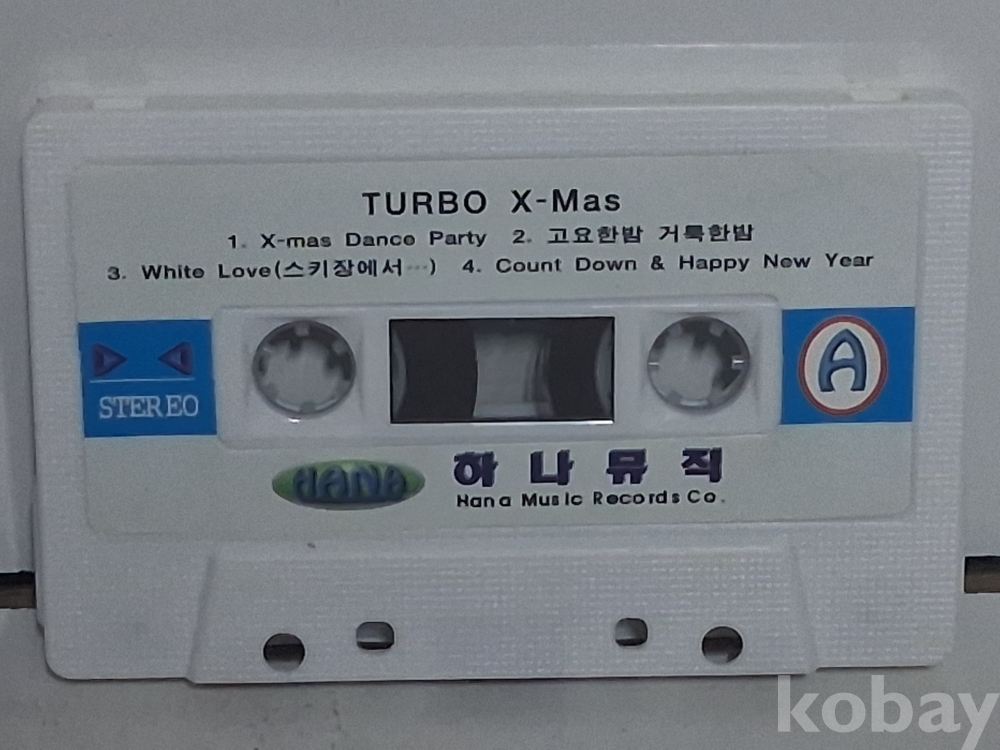 TURBO X-Mas
1. X-mas Dance Party 2. 고요한밤 거룩한밤
3. White Love(스키장에서…) 4. Count Down & Happy New Year
STEREO
A
HANA
하나뮤직
Hana Music Records Co.
kobay